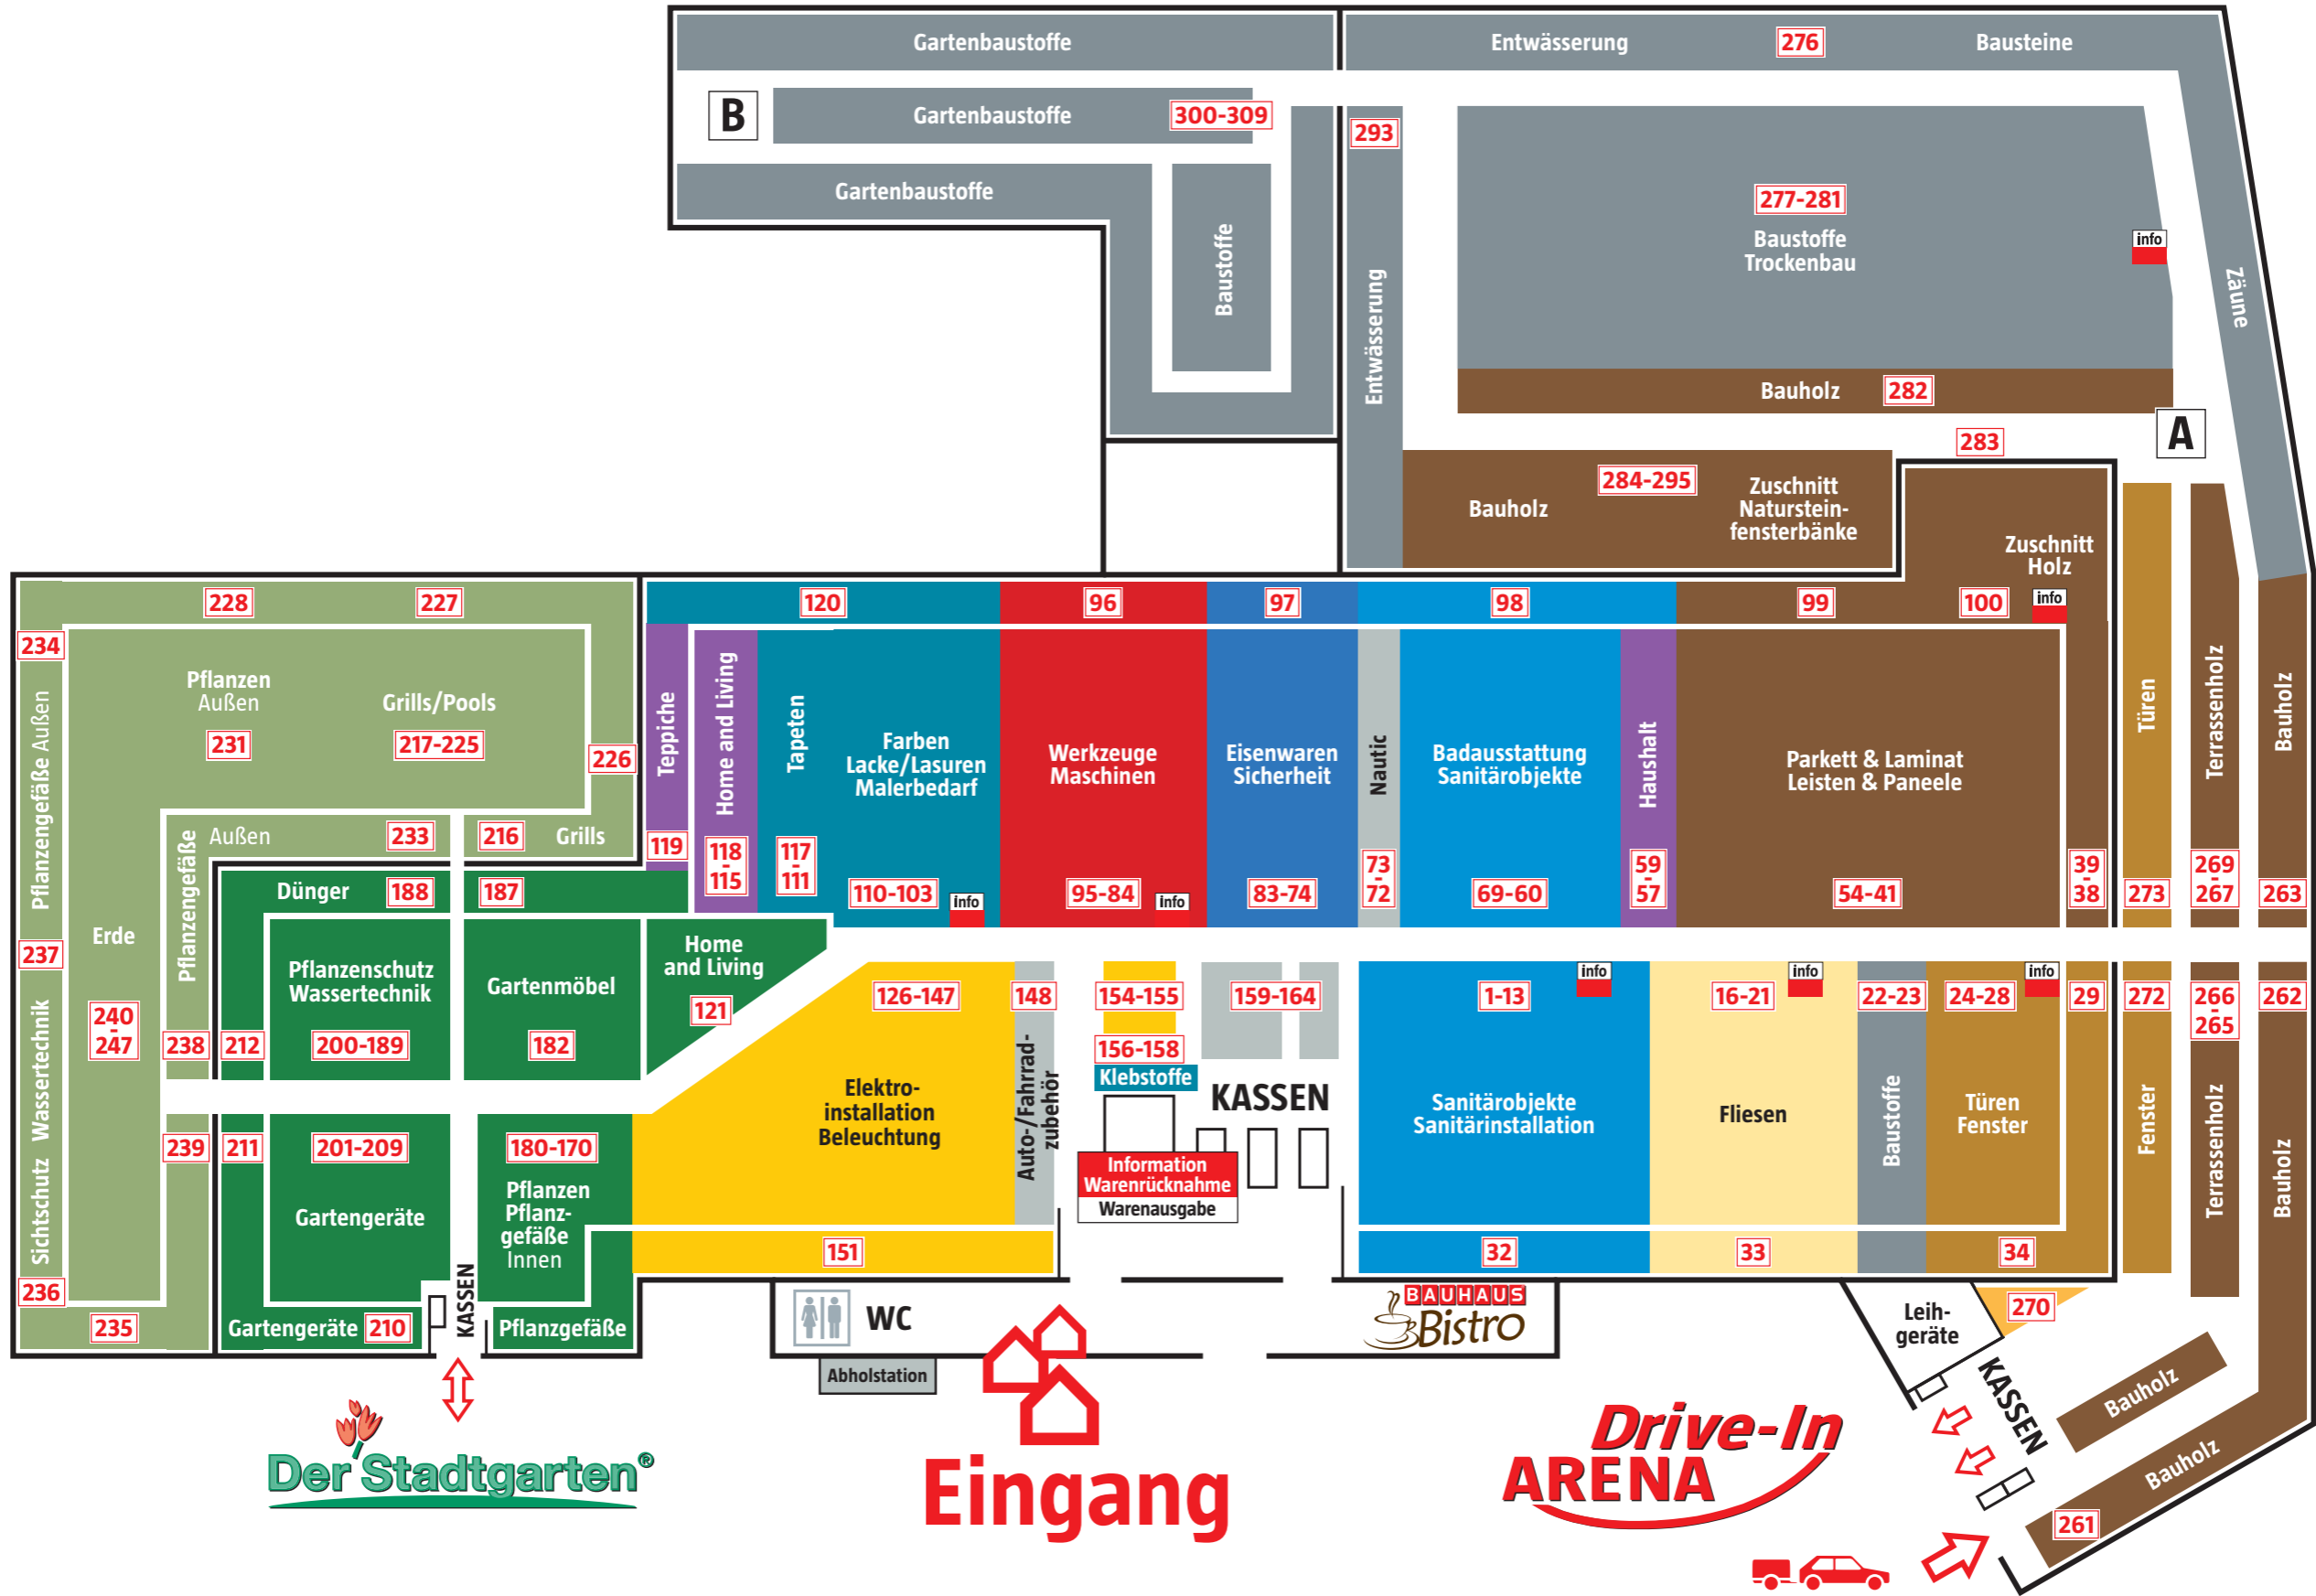 Gartenbaustoffe
Entwässerung
276
Bausteine
B
Gartenbaustoffe
300-309
293
Gartenbaustoffe
277-281
Baustoffe
Trockenbau
info
Baustoffe
Entwässerung
Zäune
Bauholz
282
A
283
284-295
Bauholz
Zuschnitt
Naturstein-
fensterbänke
Zuschnitt
Holz
228
227
120
96
97
98
99
100
info
234
Pflanzen
Außen
Grills/Pools
231
217-225
226
Pflanzengefäße Außen
Teppiche
Home and Living
Tapeten
Farben
Lacke/Lasuren
Malerbedarf
Werkzeuge
Maschinen
Eisenwaren
Sicherheit
Nautic
Badausstattung
Sanitärobjekte
Haushalt
Parkett & Laminat
Leisten & Paneele
Türen
Terrassenholz
Bauholz
Außen
233
216
Grills
119
118
-
115
117
-
111
110-103
info
95-84
info
83-74
73
-
72
69-60
59
-
57
54-41
39
-
38
273
269
-
267
263
Dünger
188
187
Pflanzengefäße
Erde
237
Pflanzenschutz
Wassertechnik
Gartenmöbel
Home
and Living
121
126-147
148
154-155
159-164
1-13
info
16-21
info
22-23
24-28
info
29
272
266
-
265
262
240
-
247
238
212
200-189
182
156-158
Klebstoffe
KASSEN
Sichtschutz Wassertechnik
239
211
201-209
180-170
Elektro-
installation
Beleuchtung
Auto-/Fahrrad-
zubehör
Sanitärobjekte
Sanitärinstallation
Fliesen
Baustoffe
Türen
Fenster
Fenster
Terrassenholz
Bauholz
Information
Warenrücknahme
Warenausgabe
Gartengeräte
Pflanzen
Pflanz-
gefäße
Innen
151
32
33
34
236
235
Gartengeräte
210
KASSEN
Pflanzgefäße
WC
BAUHAUS
Bistro
Leih-
geräte
270
Abholstation
KASSEN
Bauholz
Bauholz
Der Stadtgarten®
Eingang
Drive-In
ARENA
261